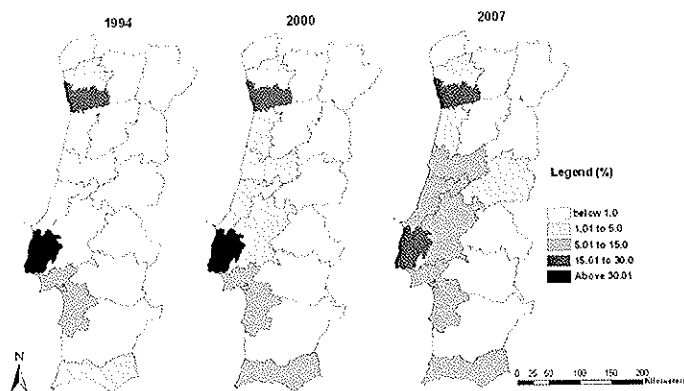 1994
2000
2007
Legend (%)
below 1.0
1.01 to 5.0
5.01 to 15.0
15.01 to 30.0
Above 30.01
N
0 25 50 100 150 200
Kilometers